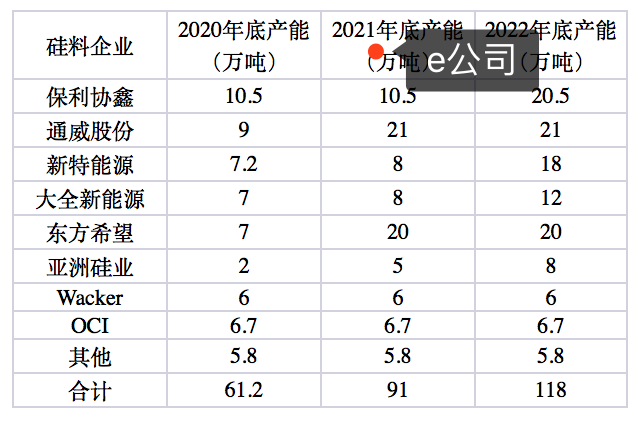 硅料企业 2020年底产能（万吨） 2021年底产能（万吨） 2022年底产能（万吨）
e公司
保利协鑫 10.5 10.5 20.5
通威股份 9 21 21
新特能源 7.2 8 18
大全新能源 7 8 12
东方希望 7 20 20
亚洲硅业 2 5 8
Wacker 6 6 6
OCI 6.7 6.7 6.7
其他 5.8 5.8 5.8
合计 61.2 91 118